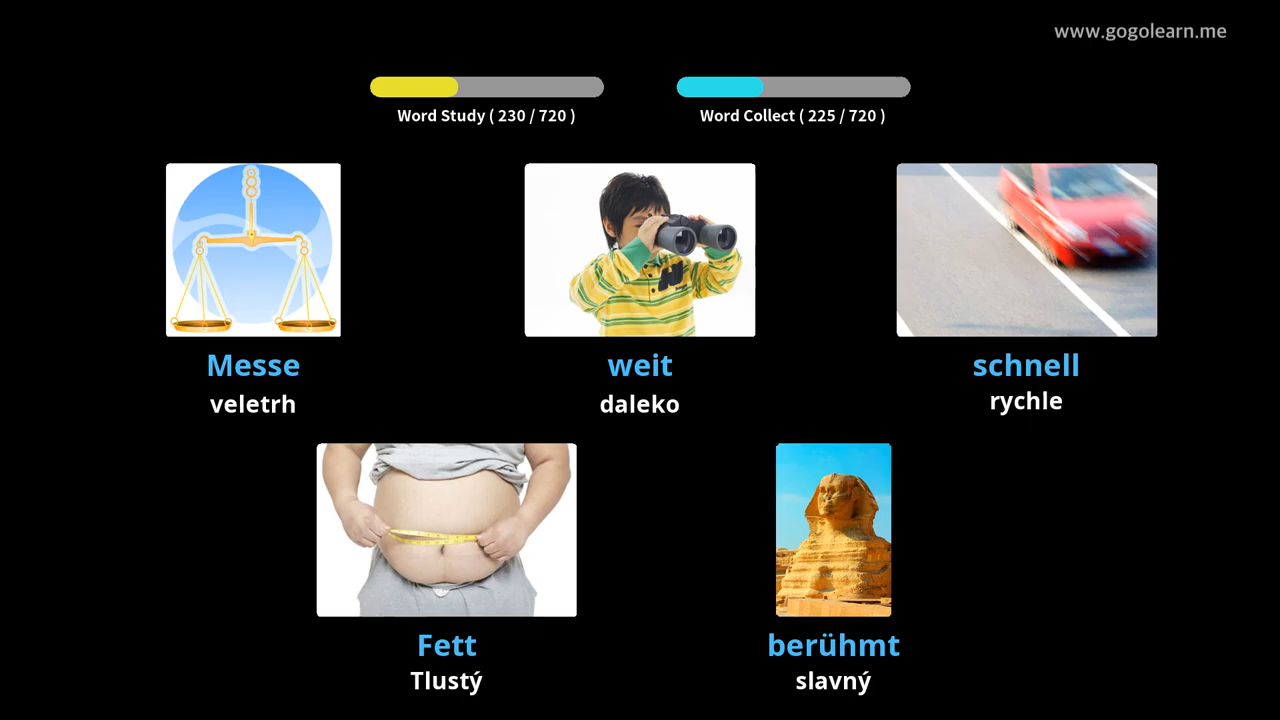 www.gogolearn.me
Word Study ( 230 / 720 )
Word Collect ( 225 / 720 )
Messe
veletrh
weit
daleko
schnell
rychle
Fett
Tlustý
berühmt
slavný